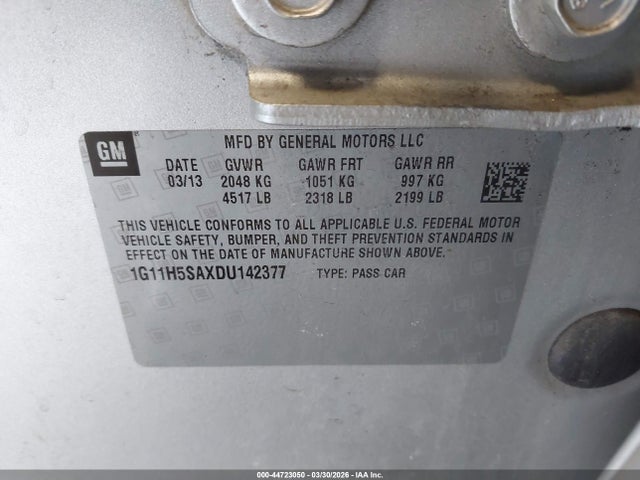 GM
MFD BY GENERAL MOTORS LLC
DATE GVWR GAWR FRT GAWR RR
03/13 2048 KG 1051 KG 997 KG
4517 LB 2318 LB 2199 LB
THIS VEHICLE CONFORMS TO ALL APPLICABLE U.S. FEDERAL MOTOR
VEHICLE SAFETY, BUMPER, AND THEFT PREVENTION STANDARDS IN
EFFECT ON THE DATE OF MANUFACTURE SHOWN ABOVE.
1G11H5SAXDU142377 TYPE: PASS CAR
000-44723050 - 03/30/2026 - IAA Inc.